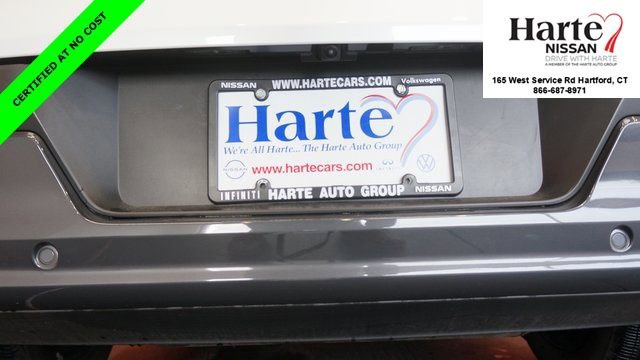 CERTIFIED AT NO COST
Harte
NISSAN
DRIVE WITH HARTE
A MEMBER OF THE HARTE AUTO GROUP
165 West Service Rd Hartford, CT
866-687-8971
NISSAN WWW.HARTECARS.COM Volkswagen
Harte
We're All Harte... The Harte Auto Group
NISSAN www.hartecars.com
INFINITI HARTE AUTO GROUP NISSAN